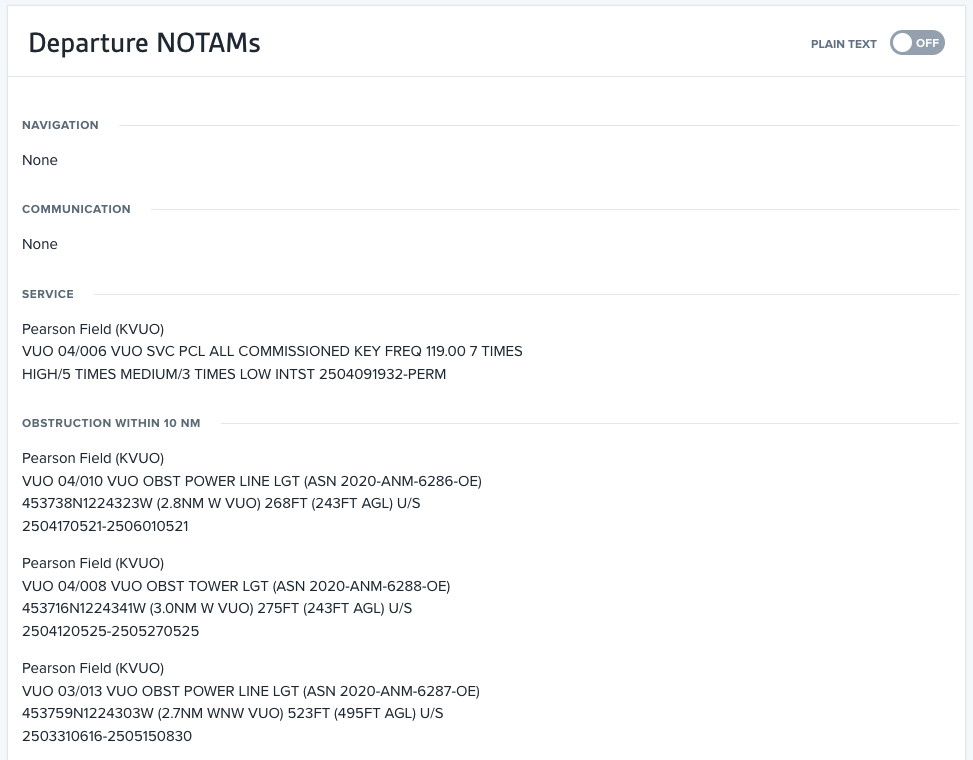 Departure NOTAMs
PLAIN TEXT
OFF
NAVIGATION
None
COMMUNICATION
None
SERVICE
Pearson Field (KVUO)
VUO 04/006 VUO SVC PCL ALL COMMISSIONED KEY FREQ 119.00 7 TIMES
HIGH/5 TIMES MEDIUM/3 TIMES LOW INTST 2504091932-PERM
OBSTRUCTION WITHIN 10 NM
Pearson Field (KVUO)
VUO 04/010 VUO OBST POWER LINE LGT (ASN 2020-ANM-6286-OE)
453738N1224323W (2.8NM W VUO) 268FT (243FT AGL) U/S
2504170521-2506010521
Pearson Field (KVUO)
VUO 04/008 VUO OBST TOWER LGT (ASN 2020-ANM-6288-OE)
453716N1224341W (3.0NM W VUO) 275FT (243FT AGL) U/S
2504120525-2505270525
Pearson Field (KVUO)
VUO 03/013 VUO OBST POWER LINE LGT (ASN 2020-ANM-6287-OE)
453759N1224303W (2.7NM WNW VUO) 523FT (495FT AGL) U/S
2503310616-2505150830